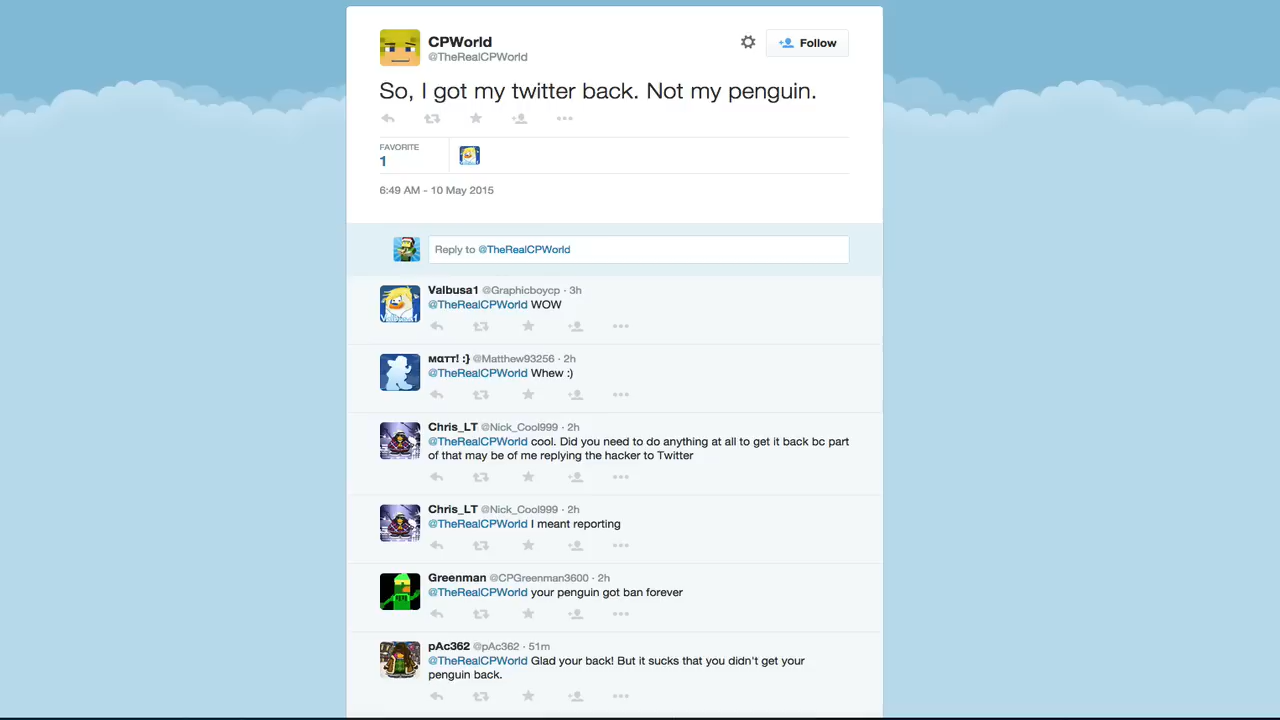 CPWorld
@TheRealCPWorld
Follow
So, I got my twitter back. Not my penguin.
FAVORITE
1
6:49 AM - 10 May 2015
Reply to @TheRealCPWorld
Valbusa1 @Graphicboycp · 3h
@TheRealCPWorld WOW
мαтт! :} @Matthew93256 · 2h
@TheRealCPWorld Whew :)
Chris_LT @Nick_Cool999 · 2h
@TheRealCPWorld cool. Did you need to do anything at all to get it back bc part
of that may be of me replying the hacker to Twitter
Chris_LT @Nick_Cool999 · 2h
@TheRealCPWorld I meant reporting
Greenman @CPGreenman3600 · 2h
@TheRealCPWorld your penguin got ban forever
pAc362 @pAc362 · 51m
@TheRealCPWorld Glad your back! But it sucks that you didn't get your
penguin back.